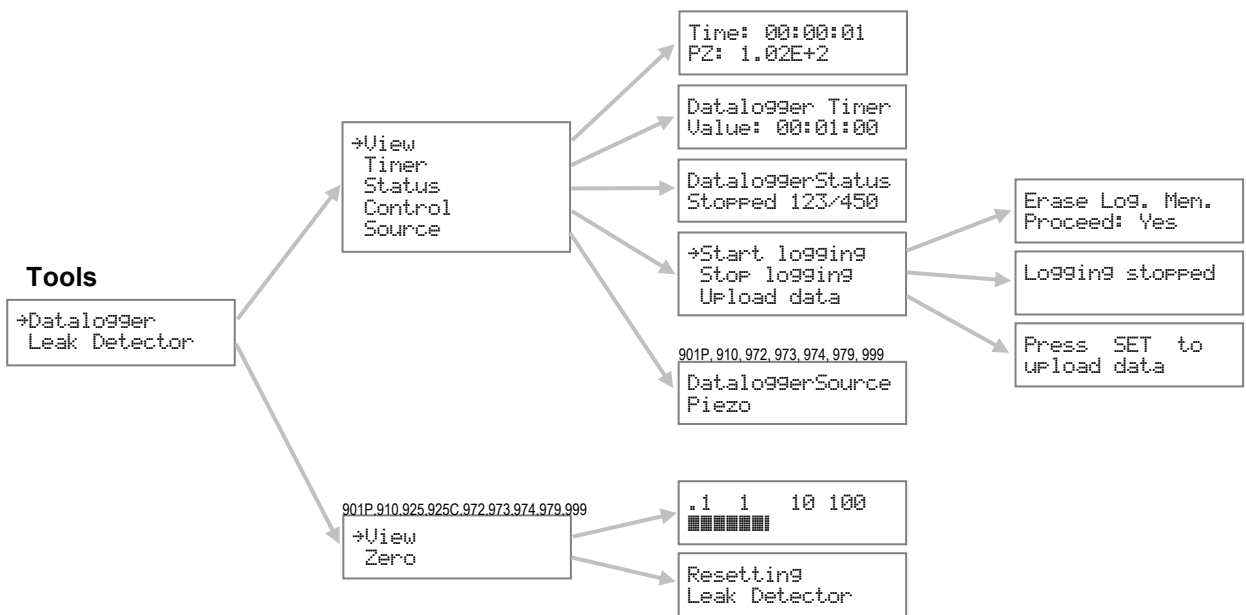 Time: 00:00:01
PZ: 1.02E+2
Datalogger Timer
Value: 00:01:00
→View
Timer
Status
Control
Source
DataloggerStatus
Stopped 123/450
Erase Log. Mem.
Proceed: Yes
→Start logging
Stop logging
Upload data
Logging stopped
Tools
→Datalogger
Leak Detector
Press SET to
upload data
901P, 910, 972, 973, 974, 979, 999
DataloggerSource
Piezo
901P,910,925,925C,972,973,974,979,999
→View
Zero
.1 1 10 100
Resetting
Leak Detector